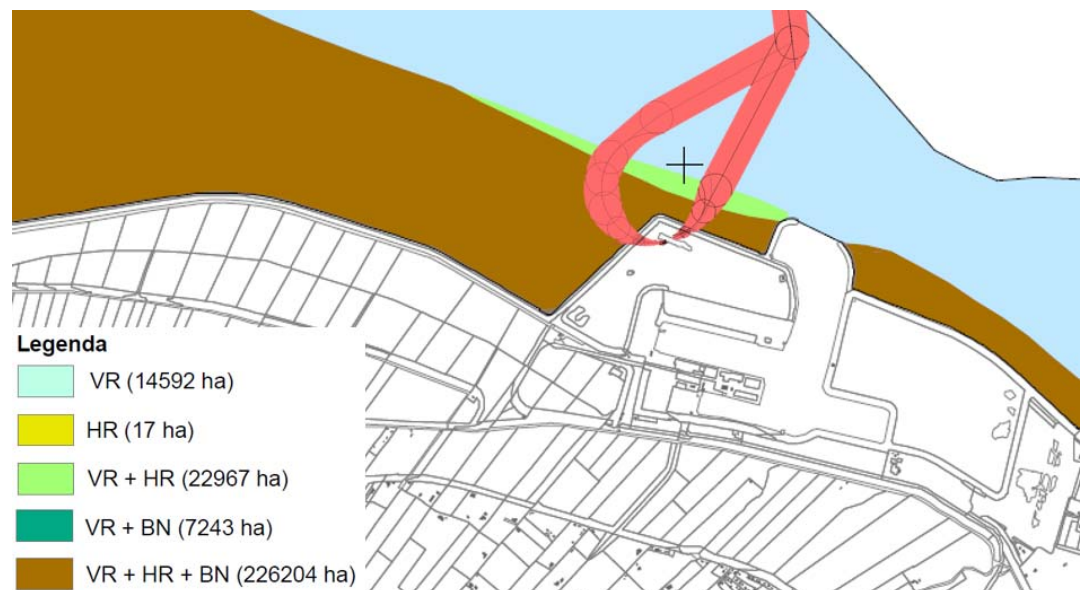 Legenda
VR (14592 ha)
HR (17 ha)
VR + HR (22967 ha)
VR + BN (7243 ha)
VR + HR + BN (226204 ha)